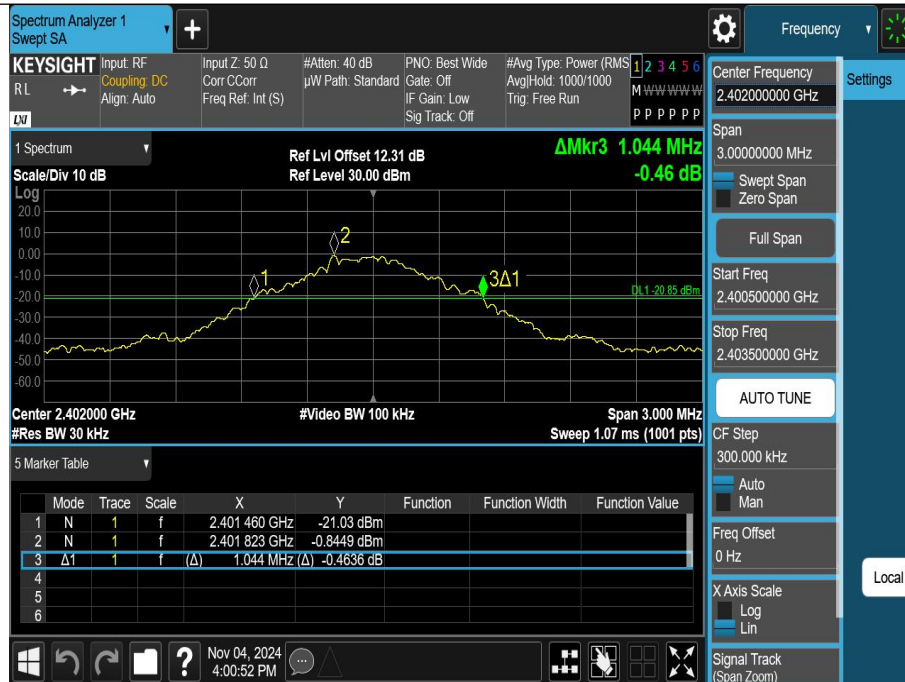 Spectrum Analyzer 1
Swept SA
+
Frequency
KEYSIGHT
RL
LXI
Input: RF
Coupling: DC
Align: Auto
Input Z: 50 Ω
Corr CCorr
Freq Ref: Int (S)
#Atten: 40 dB
µW Path: Standard
PNO: Best Wide
Gate: Off
IF Gain: Low
Sig Track: Off
#Avg Type: Power (RMS
Avg|Hold: 1000/1000
Trig: Free Run
1 2 3 4 5 6
M W W W W W
P P P P P P
1 Spectrum
Scale/Div 10 dB
Ref Lvl Offset 12.31 dB
Ref Level 30.00 dBm
ΔMkr3 1.044 MHz
-0.46 dB
Log
20.0
10.0
0.00
-10.0
-20.0
-30.0
-40.0
-50.0
-60.0
1
2
3Δ1
DL1 -20.85 dBm
Center 2.402000 GHz
#Video BW 100 kHz
Span 3.000 MHz
#Res BW 30 kHz
Sweep 1.07 ms (1001 pts)
5 Marker Table
Mode Trace Scale X Y Function Function Width Function Value
1 N 1 f 2.401 460 GHz -21.03 dBm
2 N 1 f 2.401 823 GHz -0.8449 dBm
3 Δ1 1 f (Δ) 1.044 MHz (Δ) -0.4636 dB
4
5
6
?
Nov 04, 2024
4:00:52 PM
Center Frequency
2.402000000 GHz
Span
3.00000000 MHz
Swept Span
Zero Span
Full Span
Start Freq
2.400500000 GHz
Stop Freq
2.403500000 GHz
AUTO TUNE
CF Step
300.000 kHz
Auto
Man
Freq Offset
0 Hz
X Axis Scale
Log
Lin
Signal Track
(Span Zoom)
Settings
Local